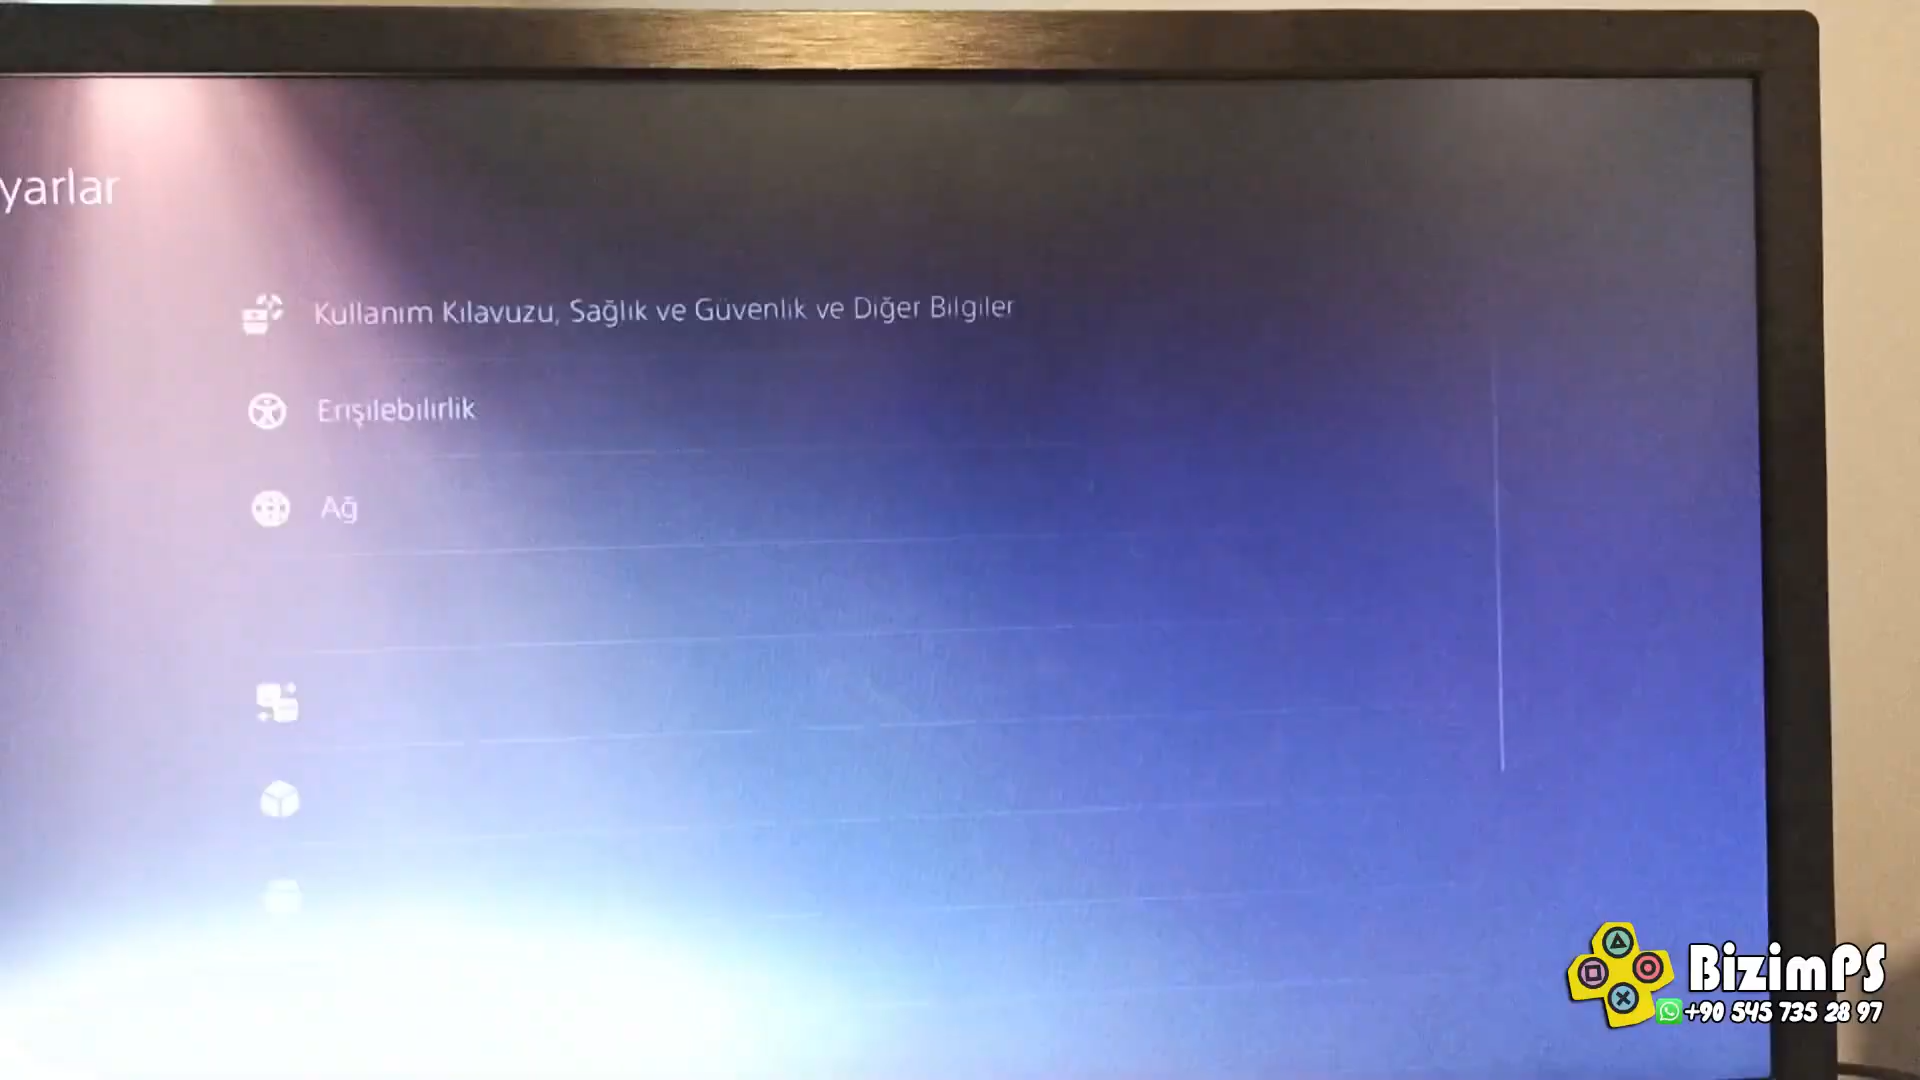 yarlar
Kullanım Kılavuzu, Sağlık ve Güvenlik ve Diğer Bilgiler
Erişilebilirlik
Ağ
BizimPS
+90 545 735 28 97